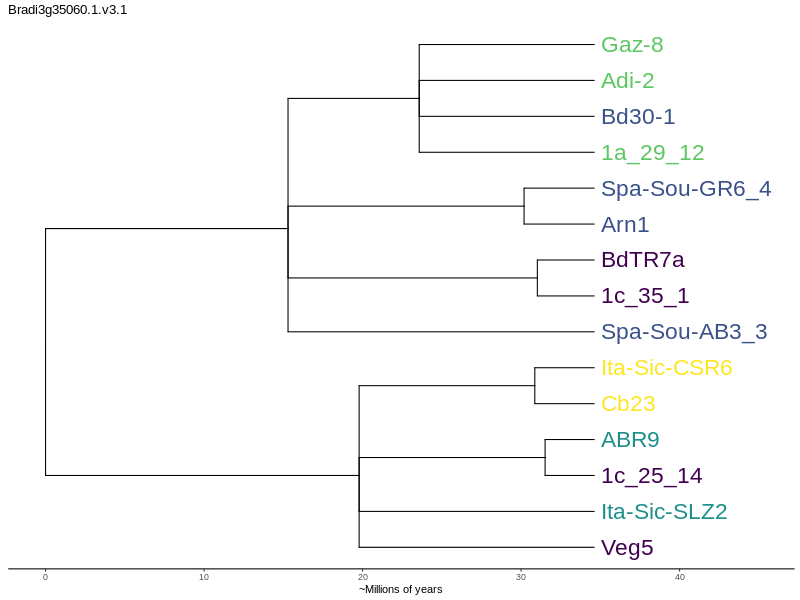 Bradi3g35060.1.v3.1
Gaz-8
Adi-2
Bd30-1
1a_29_12
Spa-Sou-GR6_4
Arn1
BdTR7a
1c_35_1
Spa-Sou-AB3_3
Ita-Sic-CSR6
Cb23
ABR9
1c_25_14
Ita-Sic-SLZ2
Veg5
0 10 20 30 40
~Millions of years